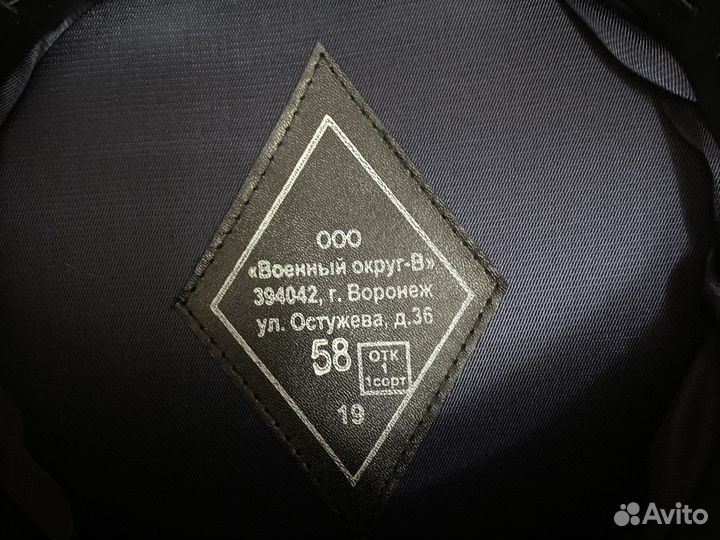 ООО
«Военный округ-В»
394042, г. Воронеж
ул. Остужева, д.36
58
ОТК
1
1сорт
19
Avito